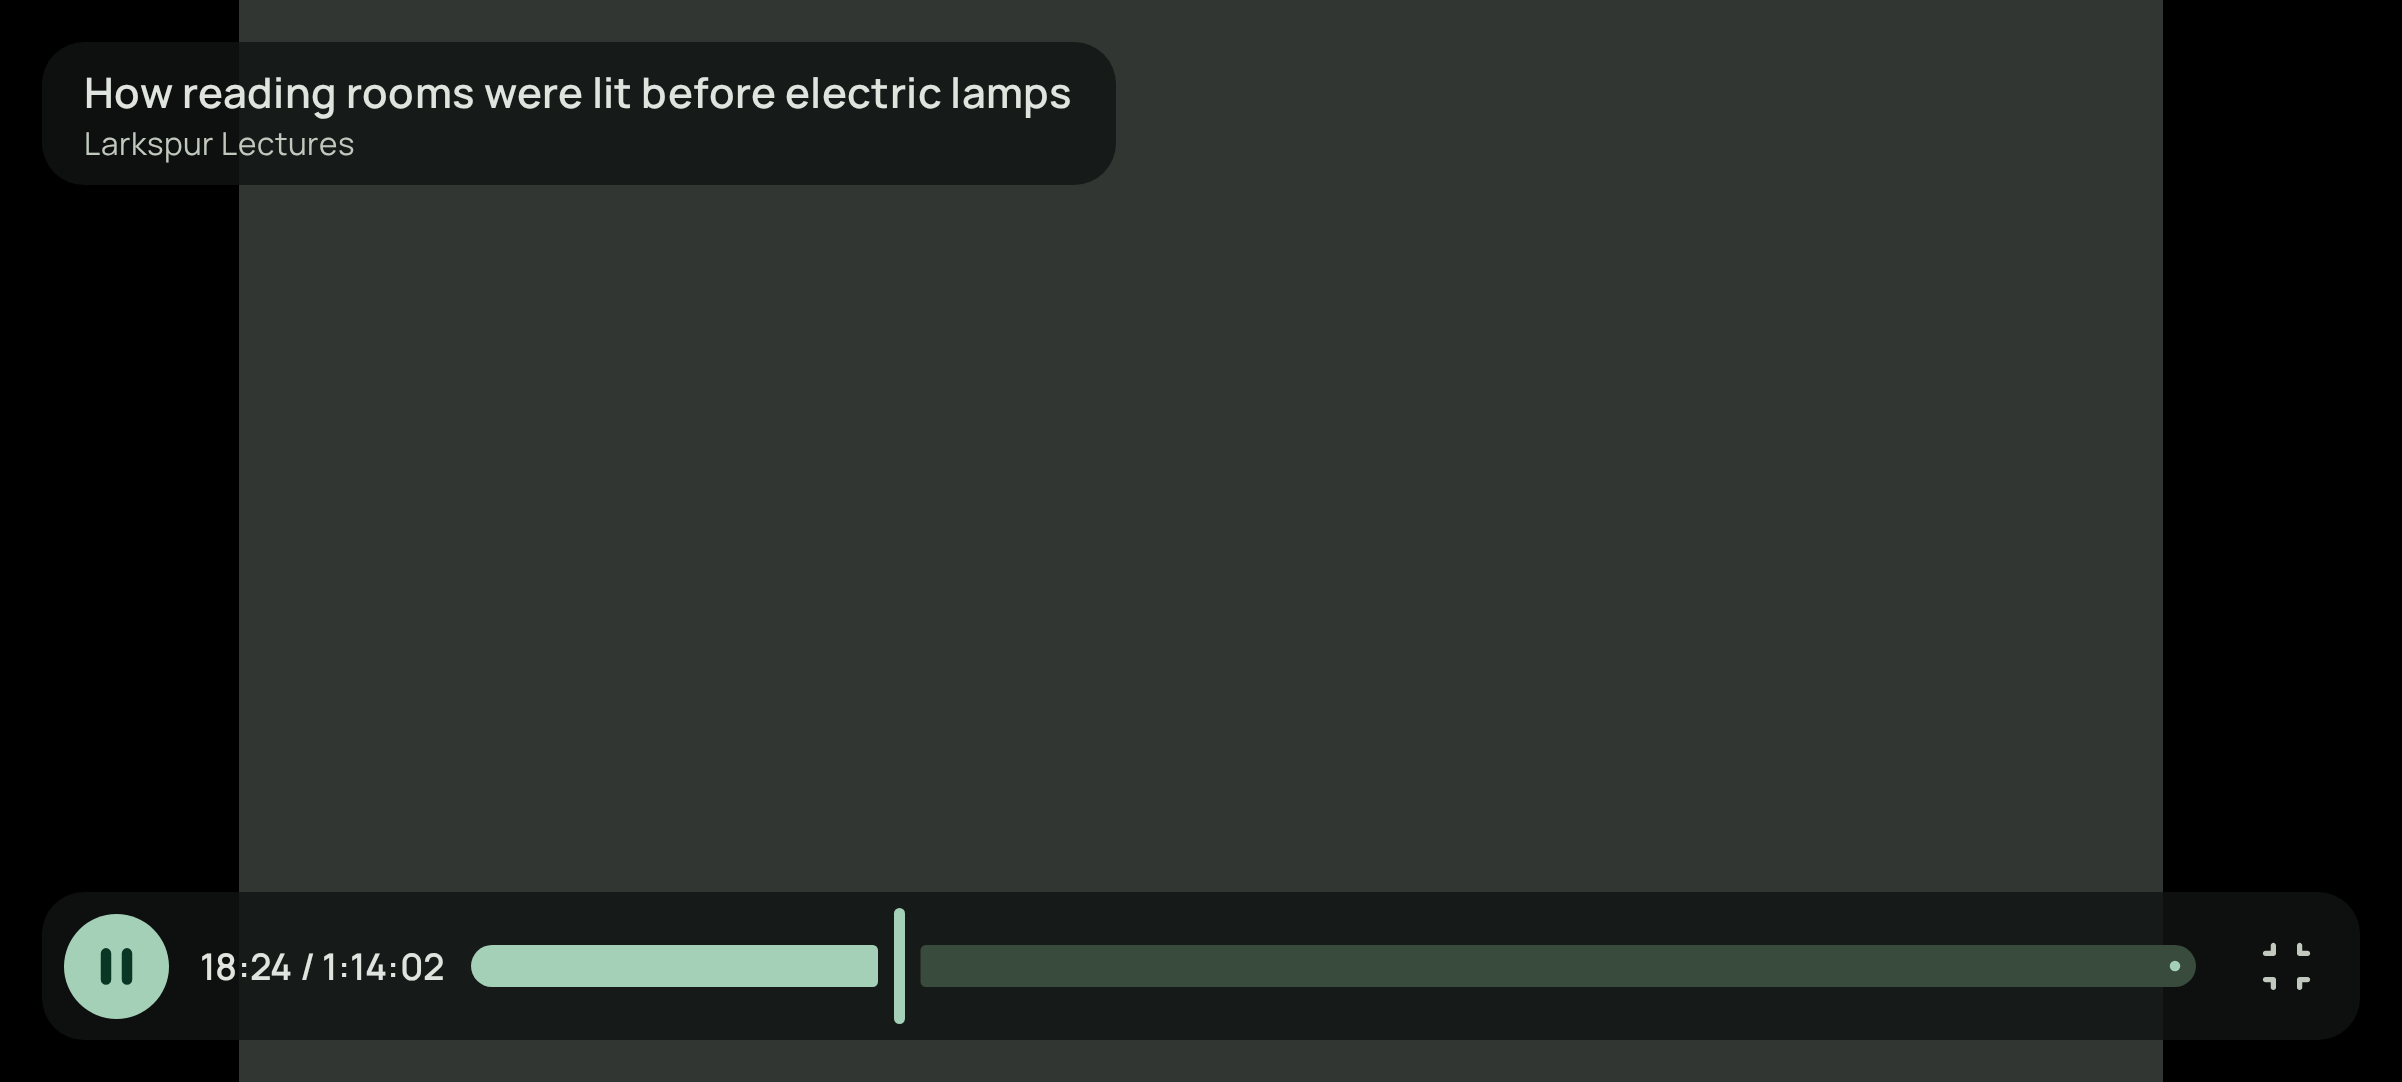 How reading rooms were lit before electric lamps
Larkspur Lectures
18:24 / 1:14:02